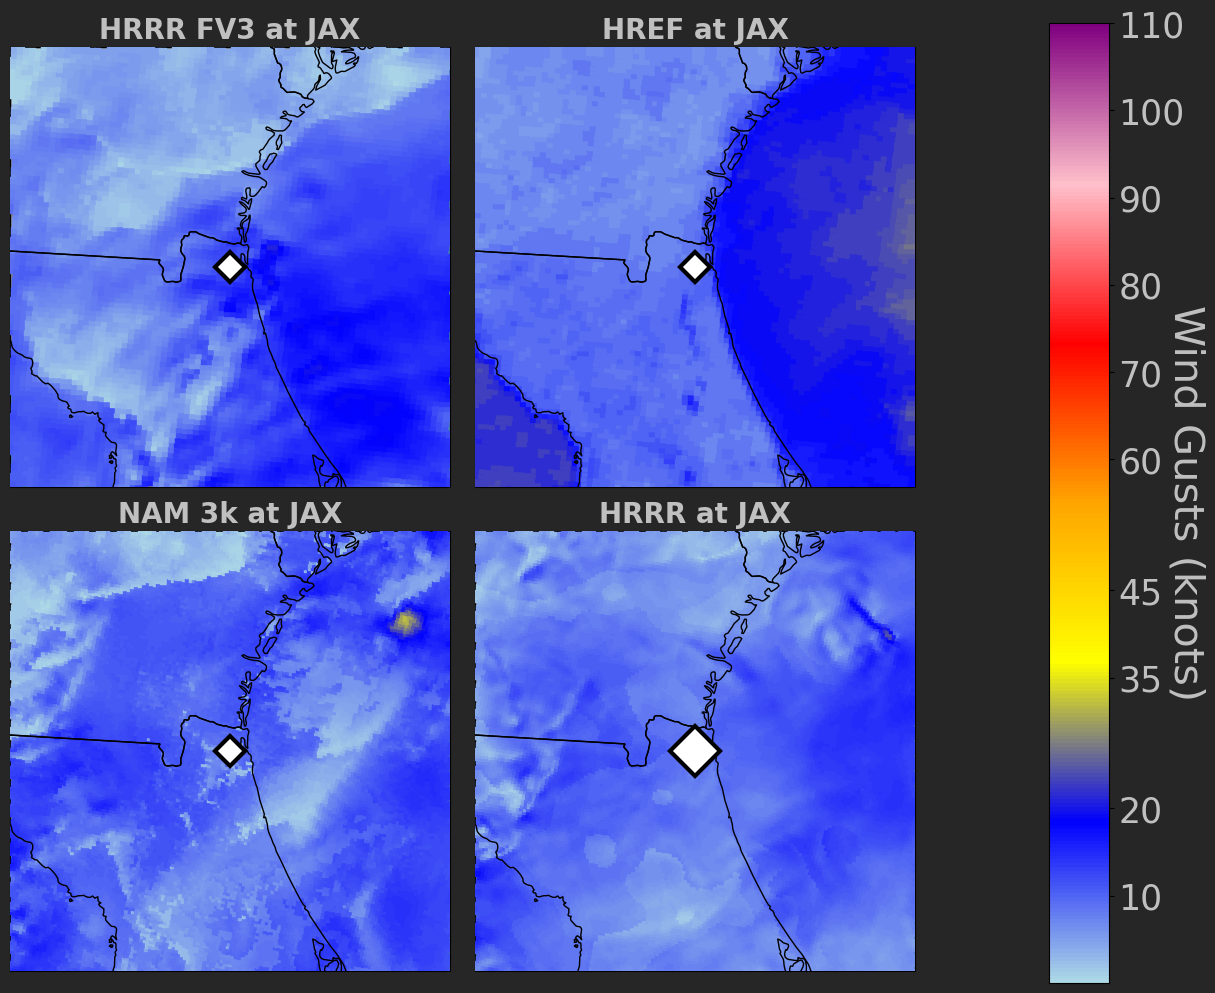 HRRR FV3 at JAX
HREF at JAX
NAM 3k at JAX
HRRR at JAX
110
100
90
80
70
60
45
35
20
10
Wind Gusts (knots)